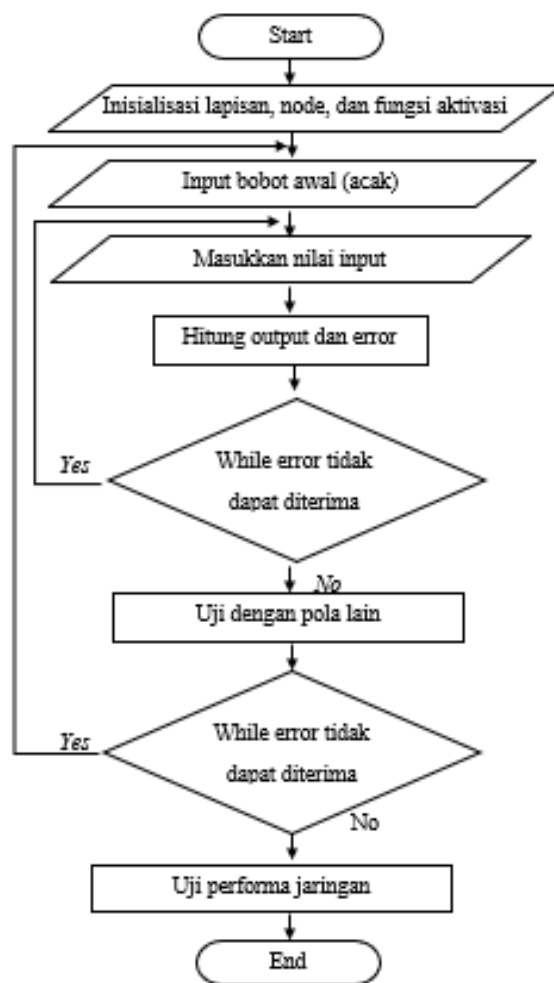 Start
Inisialisasi lapisan, node, dan fungsi aktivasi
Input bobot awal (acak)
Masukkan nilai input
Hitung output dan error
Yes
While error tidak
dapat diterima
No
Uji dengan pola lain
Yes
While error tidak
dapat diterima
No
Uji performa jaringan
End